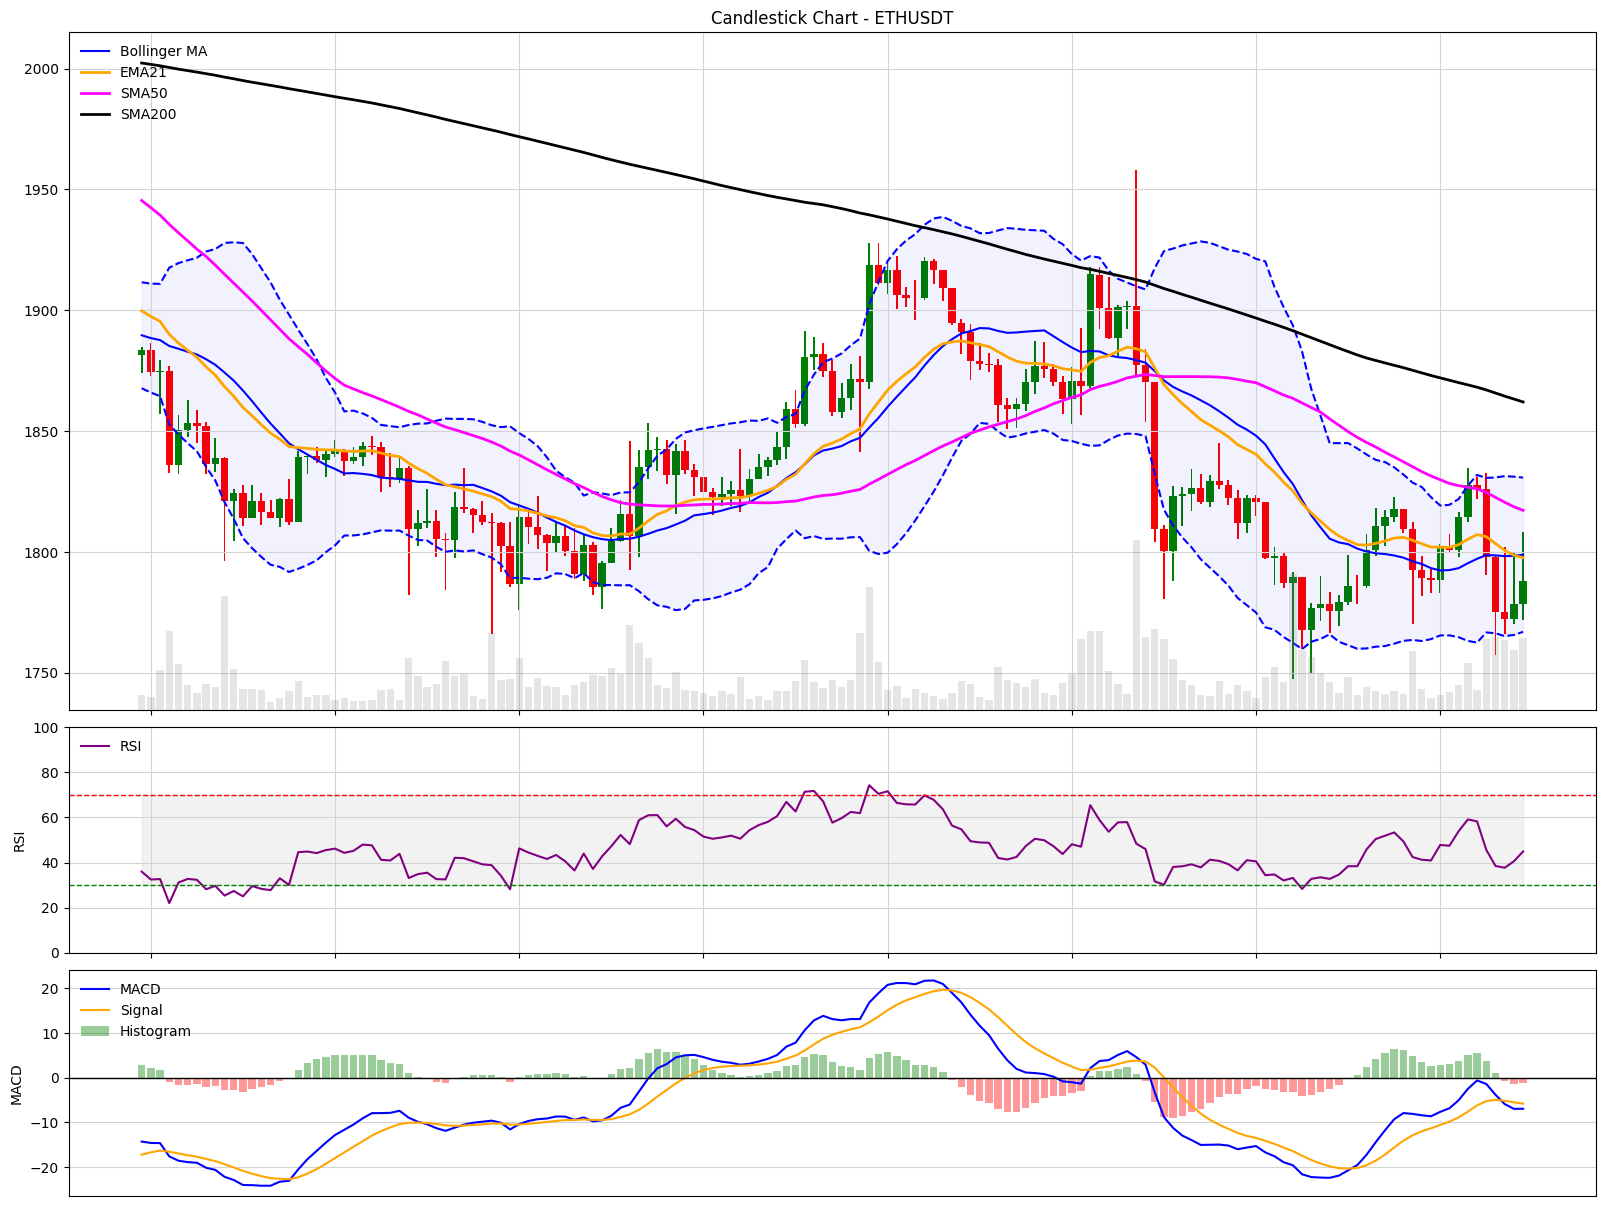 Candlestick Chart - ETHUSDT
Bollinger MA
EMA21
SMA50
SMA200
2000
1950
1900
1850
1800
1750
RSI
100
80
60
40
20
0
RSI
MACD
Signal
Histogram
20
10
0
−10
−20
MACD